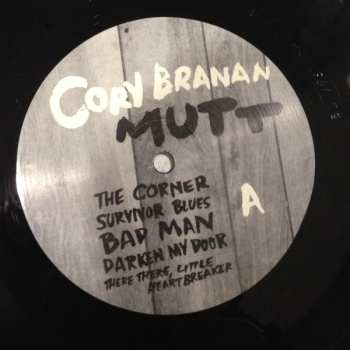 CORY BRANAN
MUTT
A
THE CORNER
SURVIVOR BLUES
BAD MAN
DARKEN MY DOOR
THERE THERE, LITTLE
HEARTBREAKER